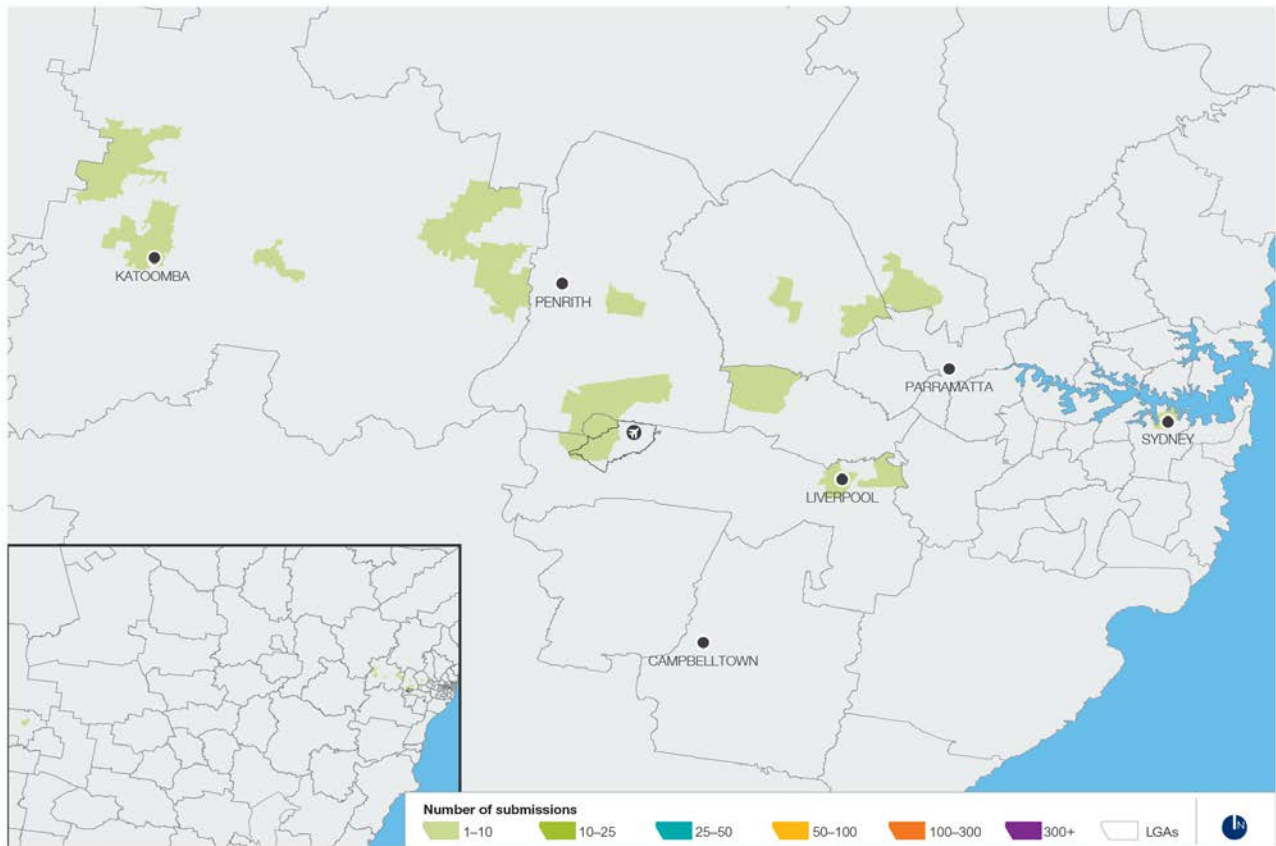 KATOOMBA
PENRITH
PARRAMATTA
SYDNEY
LIVERPOOL
CAMPBELLTOWN
Number of submissions
1–10 10–25 25–50 50–100 100–300 300+ LGAs
N